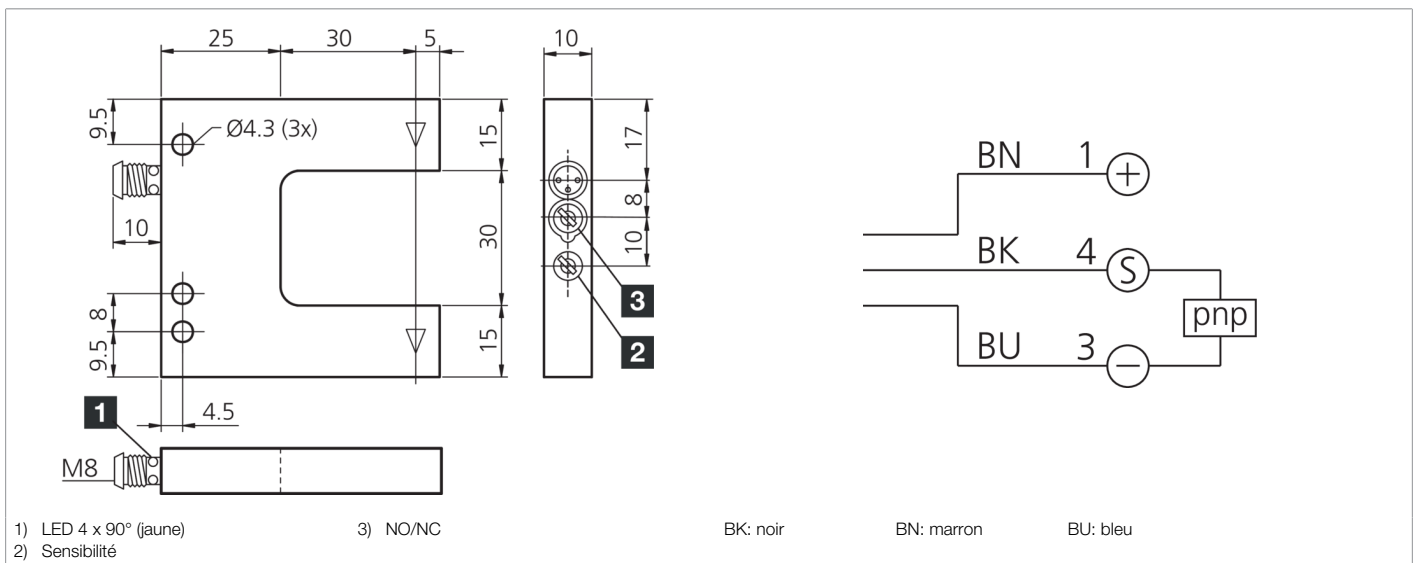 25 30 5 10
9.5
Ø4.3 (3x)
15
17
BN 1 +
10
30
8
10
BK 4 S
3
pnp
8
9.5
15
2
BU 3 −
1
4.5
M8
1) LED 4 x 90° (jaune) 3) NO/NC BK: noir BN: marron BU: bleu
2) Sensibilité